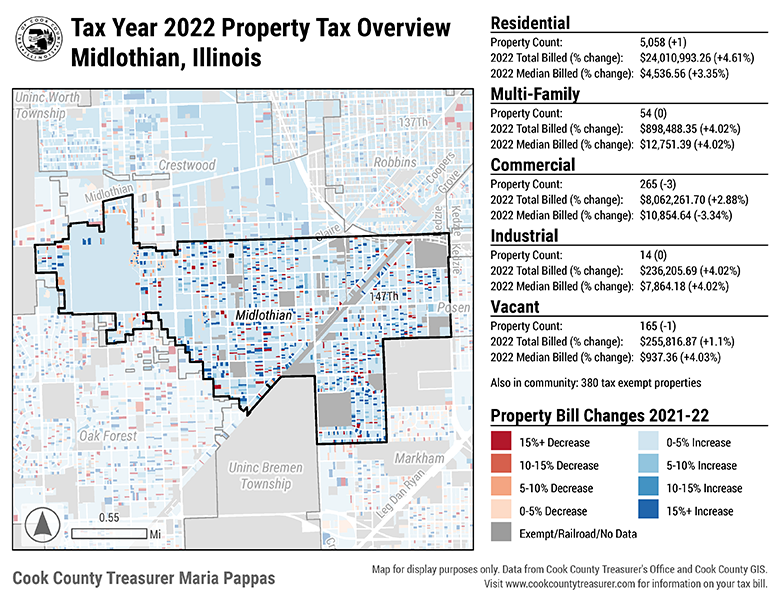 Tax Year 2022 Property Tax Overview
Midlothian, Illinois
Uninc Worth
Township
137Th
Crestwood
Robbins
Coopers
Grove
Midlothian
Claire
Kedzie
Kedzie
147Th
Midlothian
Posen
Oak Forest
Markham
Uninc Bremen
Township
Leg Dan Ryan
0.55
Mi
Residential
Property Count: 5,058 (+1)
2022 Total Billed (% change): $24,010,993.26 (+4.61%)
2022 Median Billed (% change): $4,536.56 (+3.35%)
Multi-Family
Property Count: 54 (0)
2022 Total Billed (% change): $898,488.35 (+4.02%)
2022 Median Billed (% change): $12,751.39 (+4.02%)
Commercial
Property Count: 265 (-3)
2022 Total Billed (% change): $8,062,261.70 (+2.88%)
2022 Median Billed (% change): $10,854.64 (-3.34%)
Industrial
Property Count: 14 (0)
2022 Total Billed (% change): $236,205.69 (+4.02%)
2022 Median Billed (% change): $7,864.18 (+4.02%)
Vacant
Property Count: 165 (-1)
2022 Total Billed (% change): $255,816.87 (+1.1%)
2022 Median Billed (% change): $937.36 (+4.03%)
Also in community: 380 tax exempt properties
Property Bill Changes 2021-22
15%+ Decrease
10-15% Decrease
5-10% Decrease
0-5% Decrease
0-5% Increase
5-10% Increase
10-15% Increase
15%+ Increase
Exempt/Railroad/No Data
Cook County Treasurer Maria Pappas
Map for display purposes only. Data from Cook County Treasurer's Office and Cook County GIS.
Visit www.cookcountytreasurer.com for information on your tax bill.